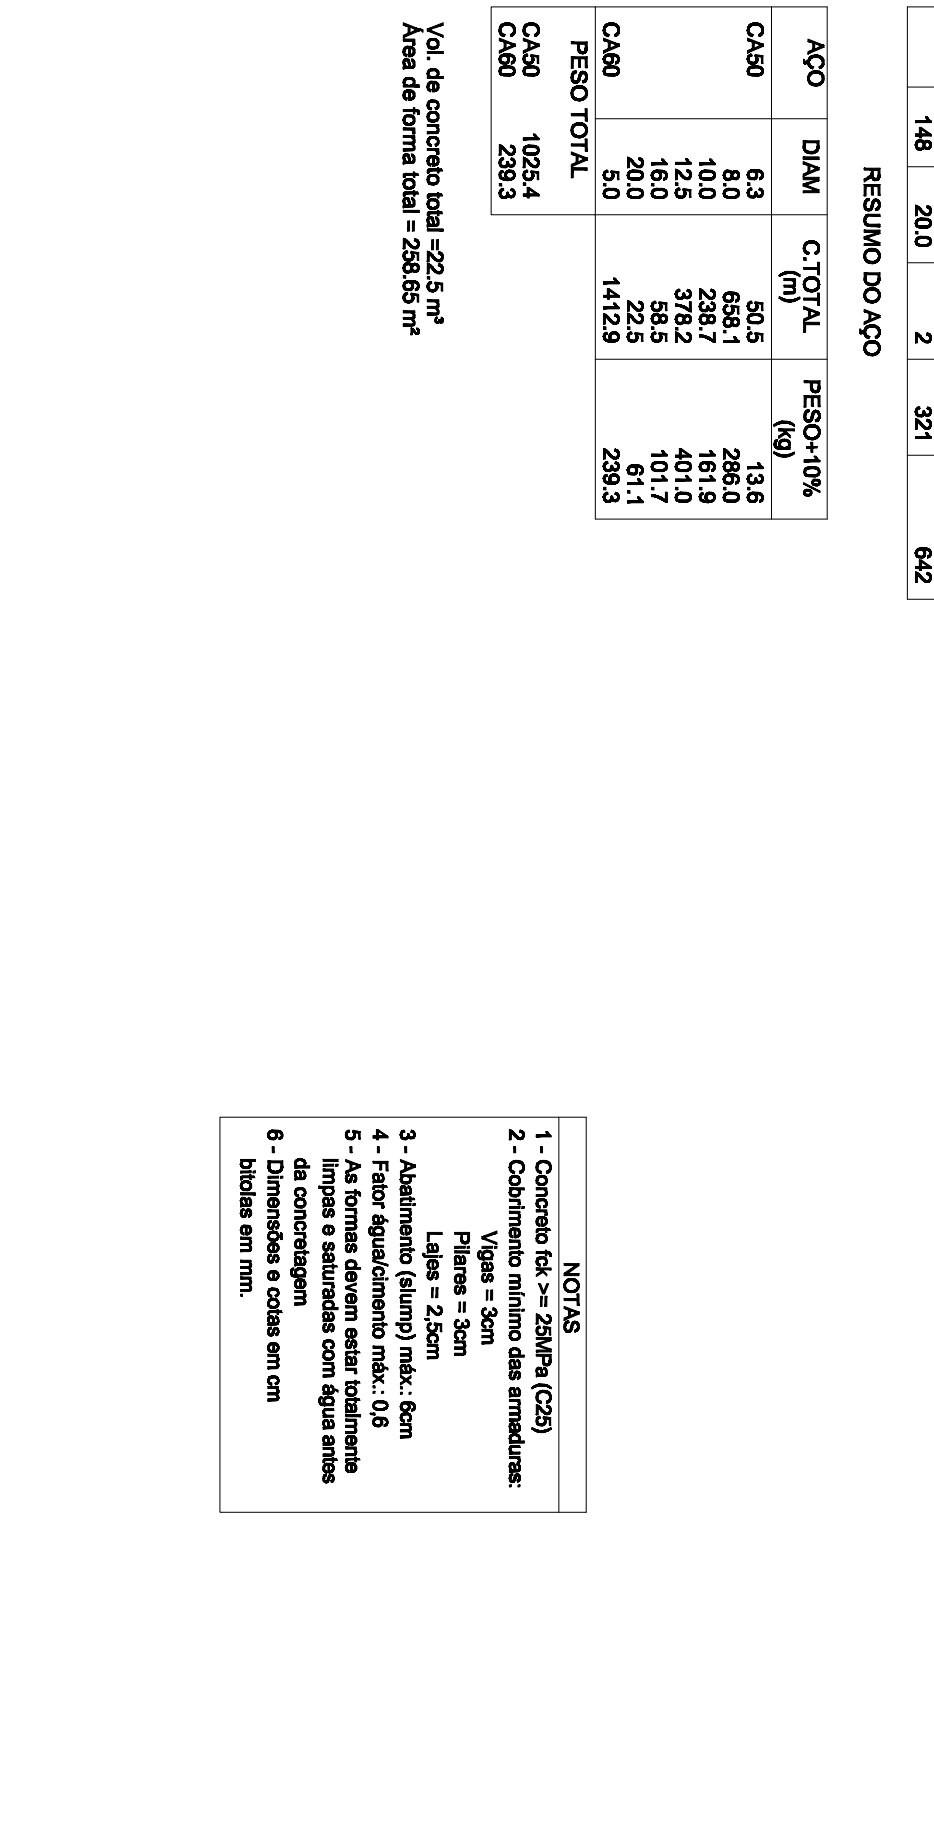 148 20.0 2 321 642
RESUMO DO AÇO
AÇO DIAM C.TOTAL PESO+10%
(m) (kg)
CA50 6.3 50.5 13.6
8.0 658.1 286.0
10.0 238.7 161.9
12.5 378.2 401.0
16.0 58.5 101.7
20.0 22.5 61.1
CA60 5.0 1412.9 239.3
PESO TOTAL
CA50 1025.4
CA60 239.3
Vol. de concreto total =22.5 m³
Área de forma total = 258.65 m²
NOTAS
1 - Concreto fck >= 25MPa (C25)
2 - Cobrimento mínimo das armaduras:
Vigas = 3cm
Pilares = 3cm
Lajes = 2,5cm
3 - Abatimento (slump) máx.: 6cm
4 - Fator água/cimento máx.: 0,6
5 - As formas devem estar totalmente
limpas e saturadas com água antes
da concretagem
6 - Dimensões e cotas em cm
bitolas em mm.